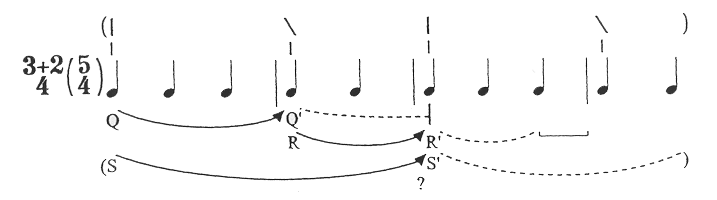 ( )
3+2 ( 5 )
4 4
Q Q'
R R'
(S S' )
?